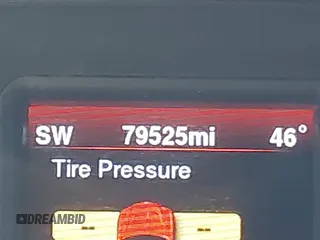 SW 79525mi 46°
Tire Pressure
-- --
DREAMBID